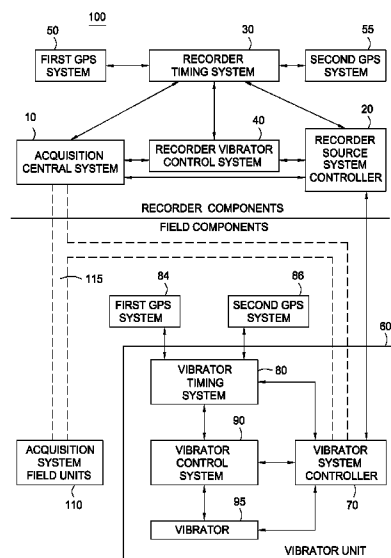 100
50
30
55
FIRST GPS
SYSTEM
RECORDER
TIMING SYSTEM
SECOND GPS
SYSTEM
10
40
20
ACQUISITION
CENTRAL SYSTEM
RECORDER VIBRATOR
CONTROL SYSTEM
RECORDER
SOURCE SYSTEM
CONTROLLER
RECORDER COMPONENTS
FIELD COMPONENTS
115
84
86
60
FIRST GPS
SYSTEM
SECOND GPS
SYSTEM
80
VIBRATOR
TIMING
SYSTEM
90
ACQUISITION
SYSTEM
FIELD UNITS
VIBRATOR
CONTROL
SYSTEM
VIBRATOR
SYSTEM
CONTROLLER
110
70
95
VIBRATOR
VIBRATOR UNIT